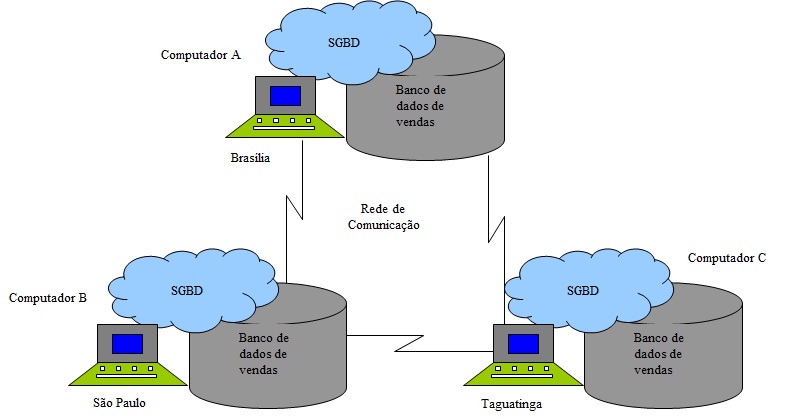 SGBD
Computador A
Banco de
dados de
vendas
Brasilia
Rede de
Comunicação
Computador C
SGBD
SGBD
Computador B
Banco de
dados de
vendas
Banco de
dados de
vendas
São Paulo
Taguatinga